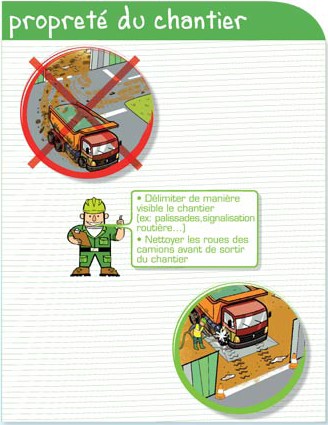 propreté du chantier
• Délimiter de manière
visible le chantier
(ex: palissades,signalisation
routière...)
• Nettoyer les roues des
camions avant de sortir
du chantier